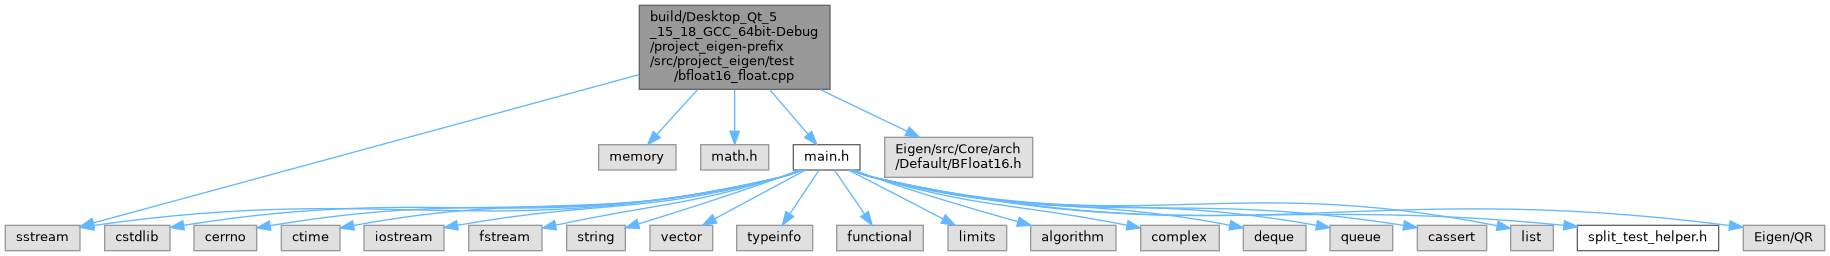 build/Desktop_Qt_5
_15_18_GCC_64bit-Debug
/project_eigen-prefix
/src/project_eigen/test
/bfloat16_float.cpp
memory
math.h
main.h
Eigen/src/Core/arch
/Default/BFloat16.h
sstream
cstdlib
cerrno
ctime
iostream
fstream
string
vector
typeinfo
functional
limits
algorithm
complex
deque
queue
cassert
list
split_test_helper.h
Eigen/QR